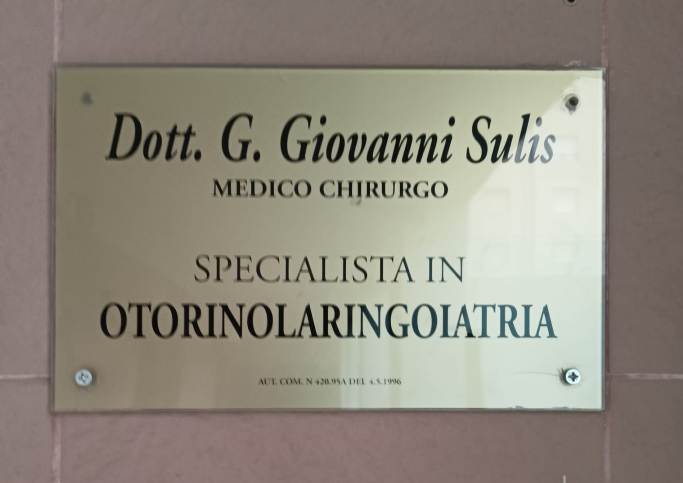 Dott. G. Giovanni Sulis
MEDICO CHIRURGO
SPECIALISTA IN
OTORINOLARINGOIATRIA
AUT. COM. N 420.95A DEL 4.5.1996